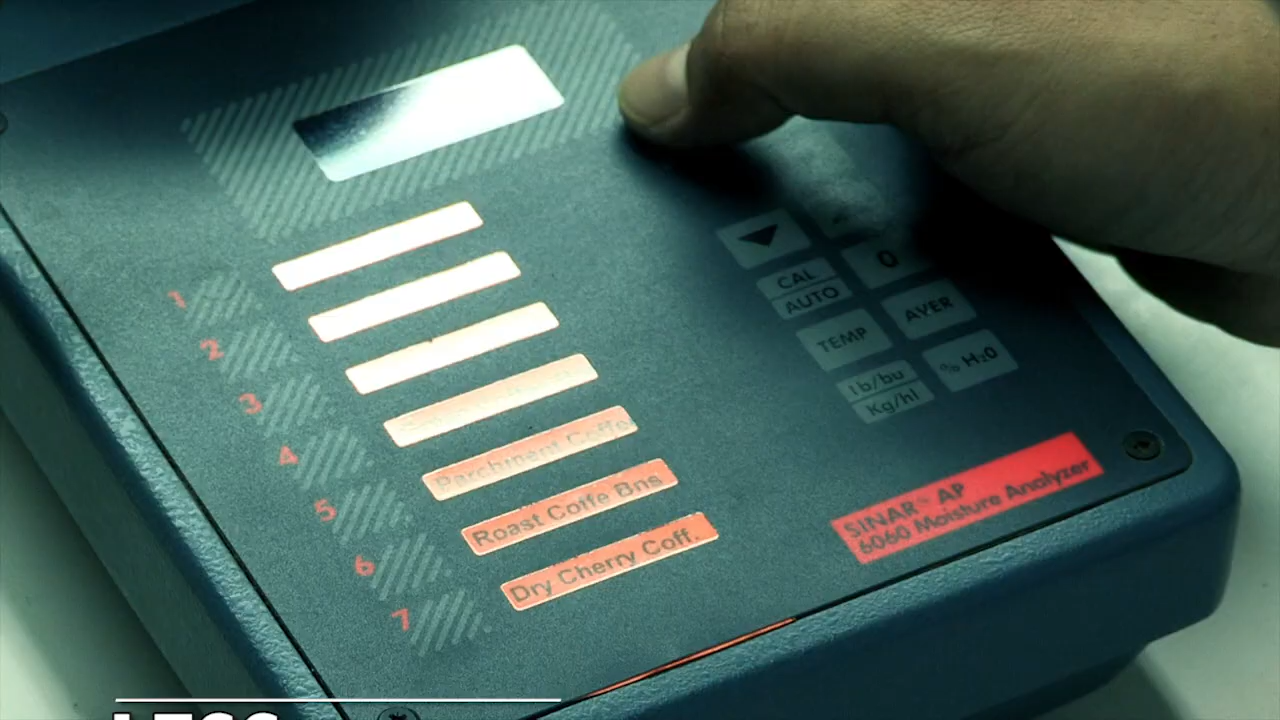 1
2
3
4
Parchment Coffe
5
Roast Coffe Bns
6
Dry Cherry Coff.
7
0
CAL
AUTO
AVER
TEMP
% H₂0
Lb/bu
Kg/hl
SINAR® AP
6060 Moisture Analyzer